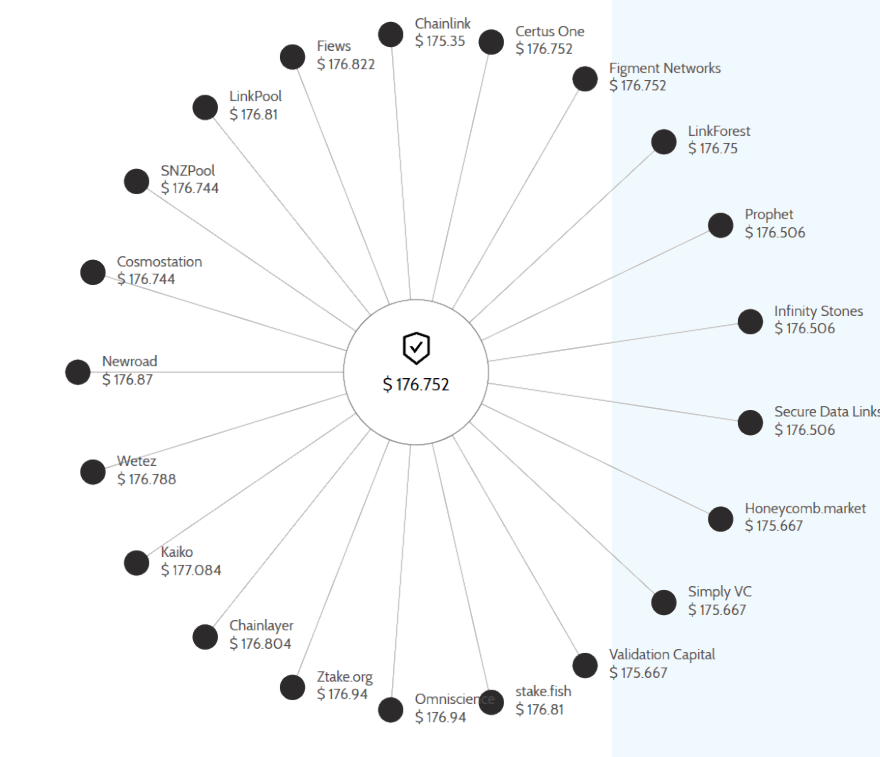 Chainlink
$ 175.35
Certus One
$ 176.752
Fiews
$ 176.822
Figment Networks
$ 176.752
LinkPool
$ 176.81
LinkForest
$ 176.75
SNZPool
$ 176.744
Prophet
$ 176.506
Cosmostation
$ 176.744
Infinity Stones
$ 176.506
Newroad
$ 176.87
$ 176.752
Secure Data Links
$ 176.506
Wetez
$ 176.788
Honeycomb.market
$ 175.667
Kaiko
$ 177.084
Simply VC
$ 175.667
Chainlayer
$ 176.804
Validation Capital
$ 175.667
Ztake.org
$ 176.94
Omniscience
$ 176.94
stake.fish
$ 176.81